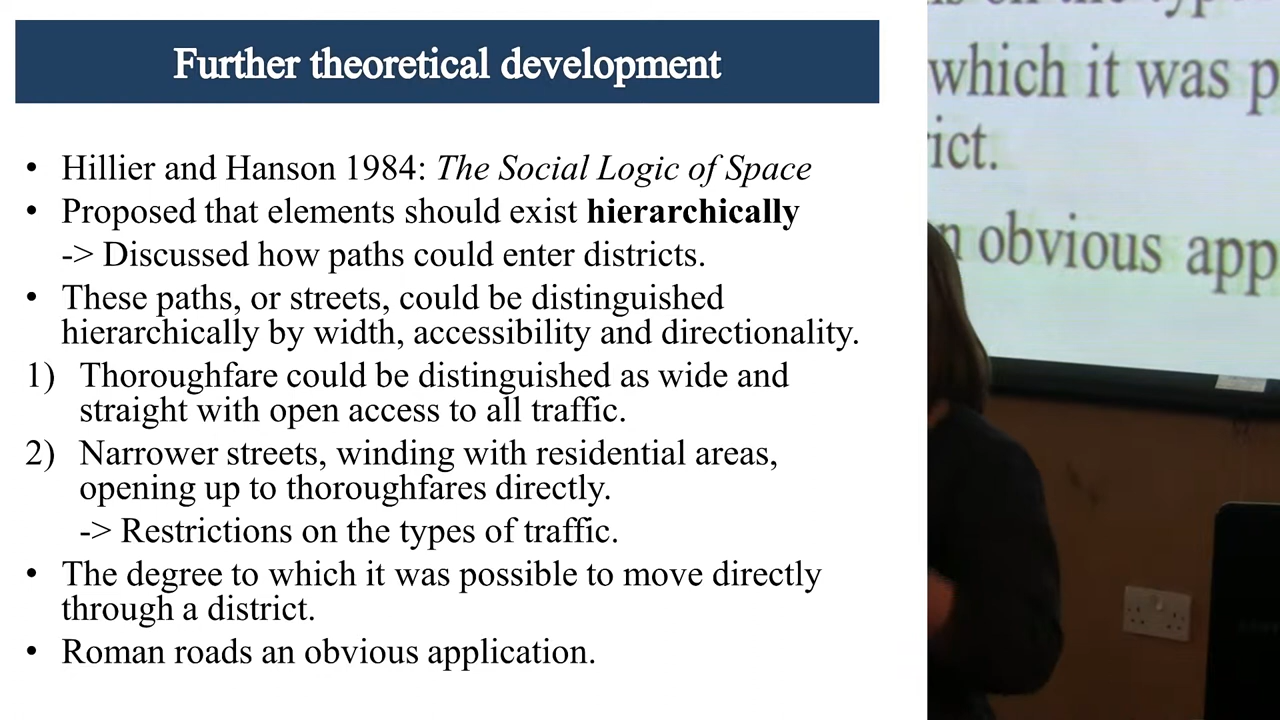 Further theoretical development
• Hillier and Hanson 1984: The Social Logic of Space
• Proposed that elements should exist hierarchically
-> Discussed how paths could enter districts.
• These paths, or streets, could be distinguished
hierarchically by width, accessibility and directionality.
1) Thoroughfare could be distinguished as wide and
straight with open access to all traffic.
2) Narrower streets, winding with residential areas,
opening up to thoroughfares directly.
-> Restrictions on the types of traffic.
• The degree to which it was possible to move directly
through a district.
• Roman roads an obvious application.
which it was p
ict.
n obvious app